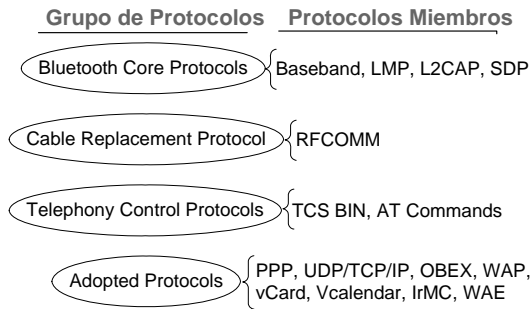 Grupo de Protocolos Protocolos Miembros
Bluetooth Core Protocols Baseband, LMP, L2CAP, SDP
Cable Replacement Protocol RFCOMM
Telephony Control Protocols TCS BIN, AT Commands
Adopted Protocols PPP, UDP/TCP/IP, OBEX, WAP,
vCard, Vcalendar, IrMC, WAE